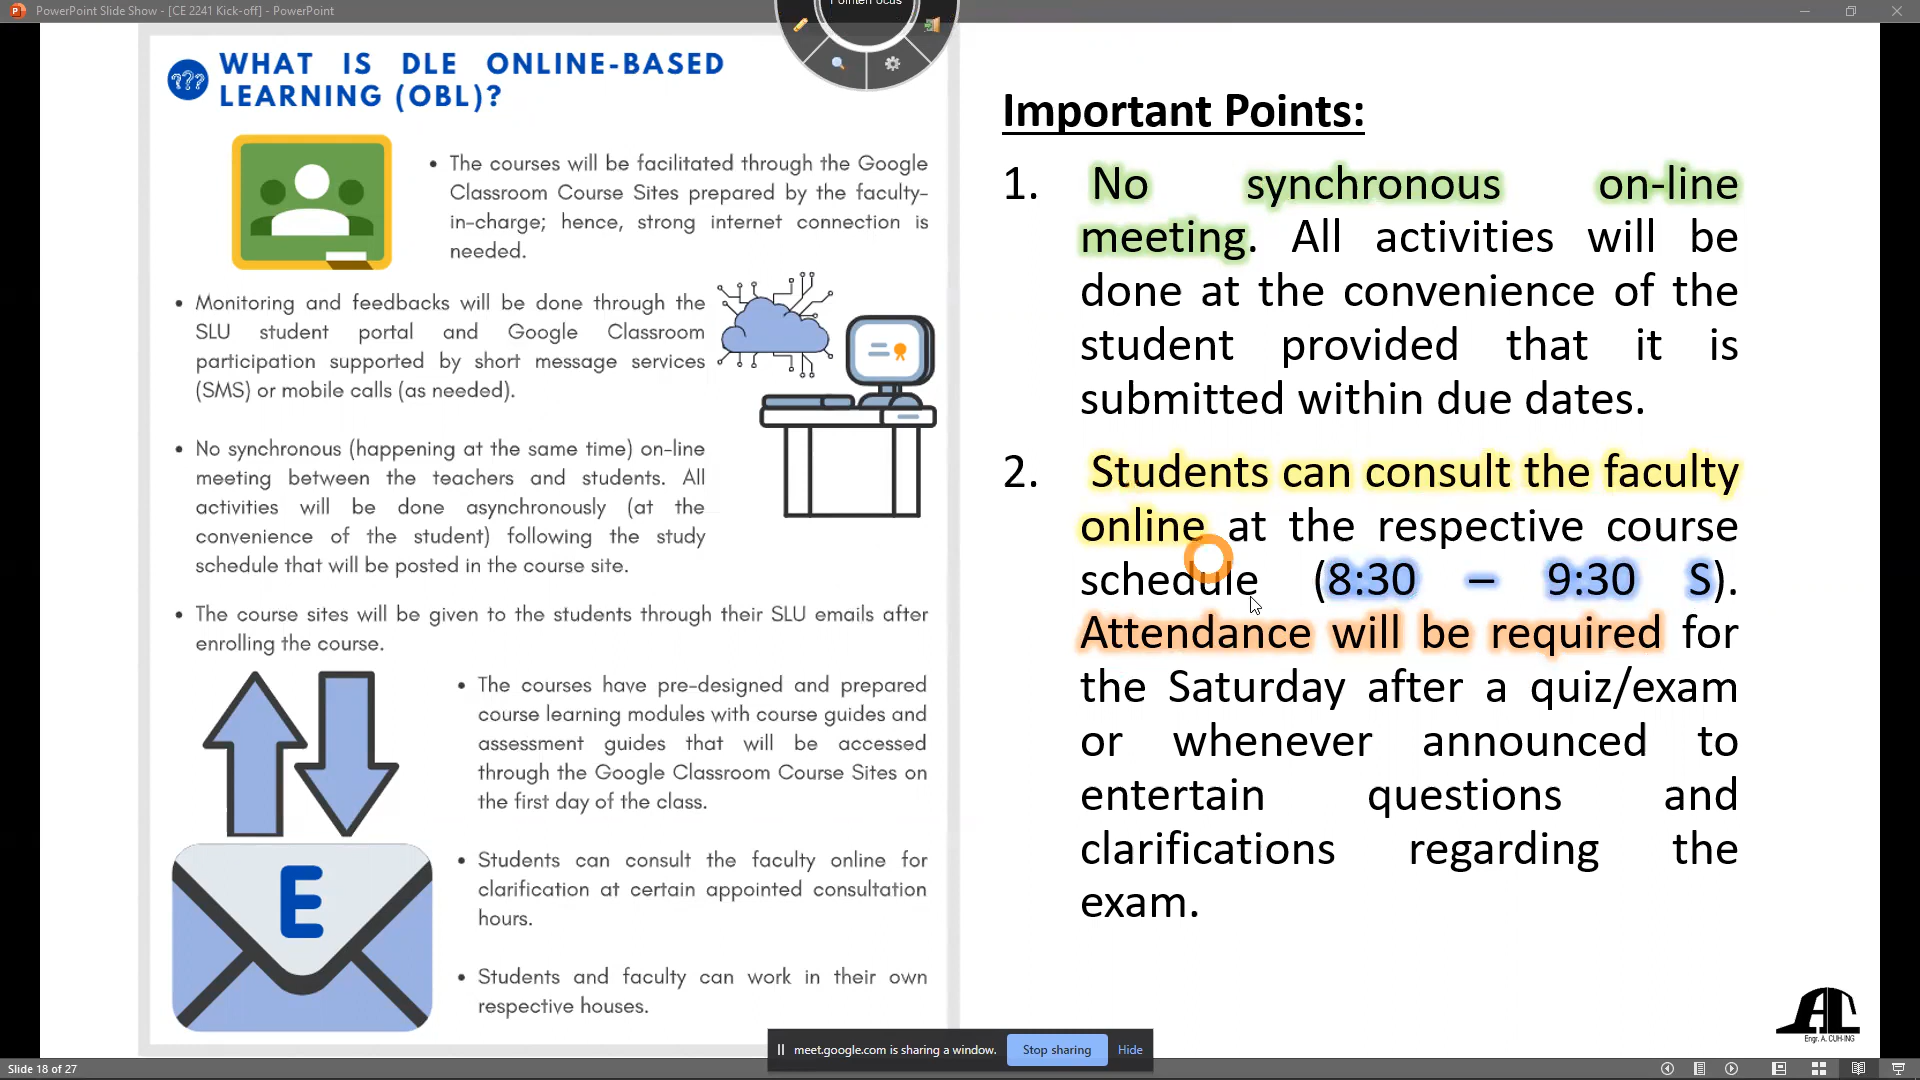 PowerPoint Slide Show - [CE 2241 Kick-off] - PowerPoint
WHAT IS DLE ONLINE-BASED
LEARNING (OBL)?
???
• The courses will be facilitated through the Google
Classroom Course Sites prepared by the faculty-
in-charge; hence, strong internet connection is
needed.
• Monitoring and feedbacks will be done through the
SLU student portal and Google Classroom
participation supported by short message services
(SMS) or mobile calls (as needed).
• No synchronous (happening at the same time) on-line
meeting between the teachers and students. All
activities will be done asynchronously (at the
convenience of the student) following the study
schedule that will be posted in the course site.
• The course sites will be given to the students through their SLU emails after
enrolling the course.
• The courses have pre-designed and prepared
course learning modules with course guides and
assessment guides that will be accessed
through the Google Classroom Course Sites on
the first day of the class.
E
• Students can consult the faculty online for
clarification at certain appointed consultation
hours.
• Students and faculty can work in their own
respective houses.
Important Points:
1. No synchronous on-line
meeting. All activities will be
done at the convenience of the
student provided that it is
submitted within due dates.
2. Students can consult the faculty
online at the respective course
schedule (8:30 – 9:30 S).
Attendance will be required for
the Saturday after a quiz/exam
or whenever announced to
entertain questions and
clarifications regarding the
exam.
Engr. A. CUH-ING
meet.google.com is sharing a window.
Stop sharing
Hide
Slide 18 of 27